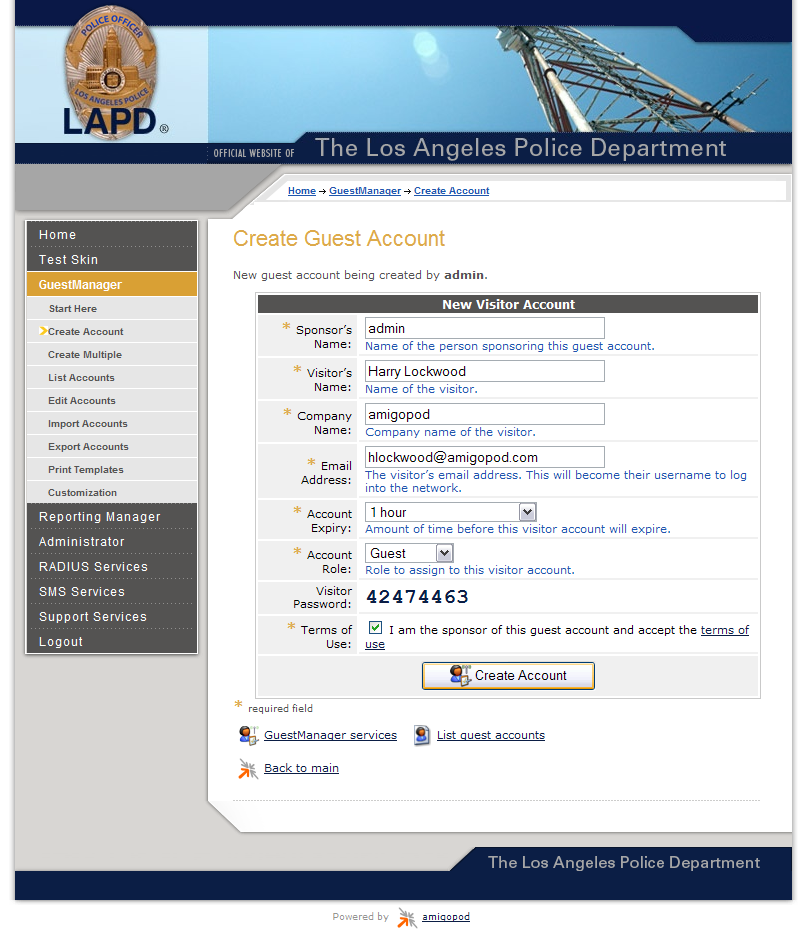 POLICE OFFICER
LOS ANGELES POLICE
LAPD®
OFFICIAL WEBSITE OF The Los Angeles Police Department
Home → GuestManager → Create Account
Home
Test Skin
GuestManager
Start Here
Create Account
Create Multiple
List Accounts
Edit Accounts
Import Accounts
Export Accounts
Print Templates
Customization
Reporting Manager
Administrator
RADIUS Services
SMS Services
Support Services
Logout
Create Guest Account
New guest account being created by admin.
New Visitor Account
* Sponsor's Name: admin
Name of the person sponsoring this guest account.
* Visitor's Name: Harry Lockwood
Name of the visitor.
* Company Name: amigopod
Company name of the visitor.
* Email Address: hlockwood@amigopod.com
The visitor's email address. This will become their username to log
into the network.
* Account Expiry: 1 hour
Amount of time before this visitor account will expire.
* Account Role: Guest
Role to assign to this visitor account.
Visitor Password: 42474463
* Terms of Use: I am the sponsor of this guest account and accept the terms of
use
Create Account
* required field
GuestManager services List guest accounts
Back to main
The Los Angeles Police Department
Powered by amigopod